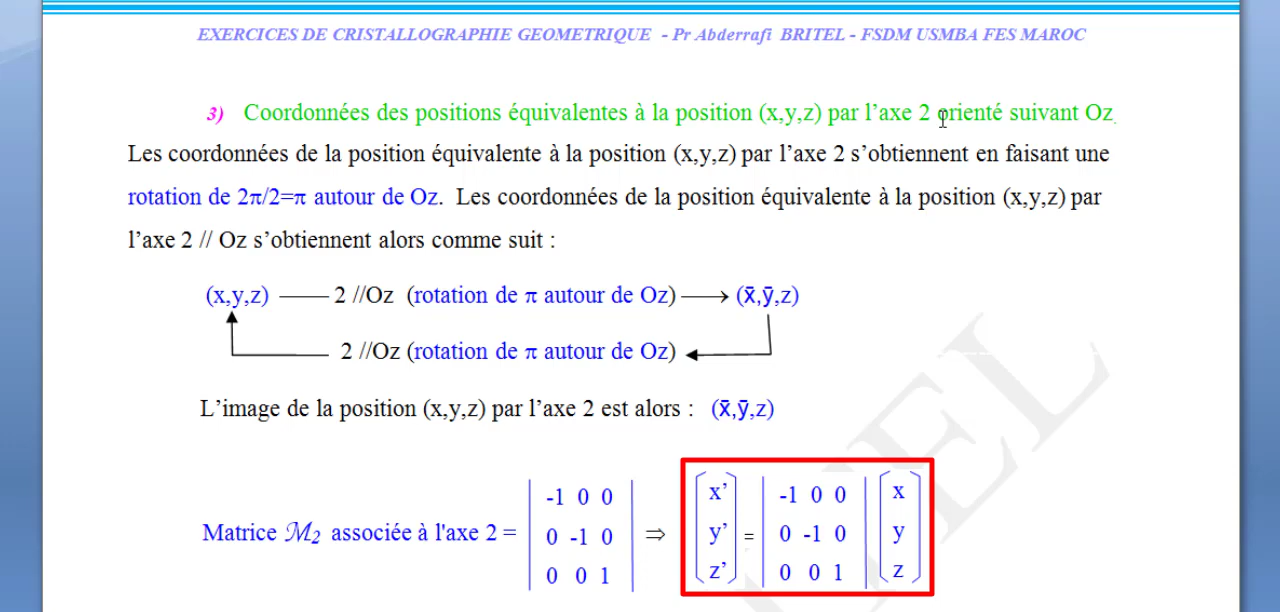 EXERCICES DE CRISTALLOGRAPHIE GEOMETRIQUE - Pr Abderrafi BRITEL - FSDM USMBA FES MAROC
3) Coordonnées des positions équivalentes à la position (x,y,z) par l’axe 2 orienté suivant Oz
Les coordonnées de la position équivalente à la position (x,y,z) par l’axe 2 s’obtiennent en faisant une
rotation de 2π/2=π autour de Oz. Les coordonnées de la position équivalente à la position (x,y,z) par
l’axe 2 // Oz s’obtiennent alors comme suit :
(x,y,z) —— 2 //Oz (rotation de π autour de Oz) ——→ (x̄,ȳ,z)
2 //Oz (rotation de π autour de Oz)
L’image de la position (x,y,z) par l’axe 2 est alors : (x̄,ȳ,z)
-1 0 0 x’ -1 0 0 x
Matrice ℳ2 associée à l'axe 2 = 0 -1 0 ⇒ y’ = 0 -1 0 y
0 0 1 z’ 0 0 1 z